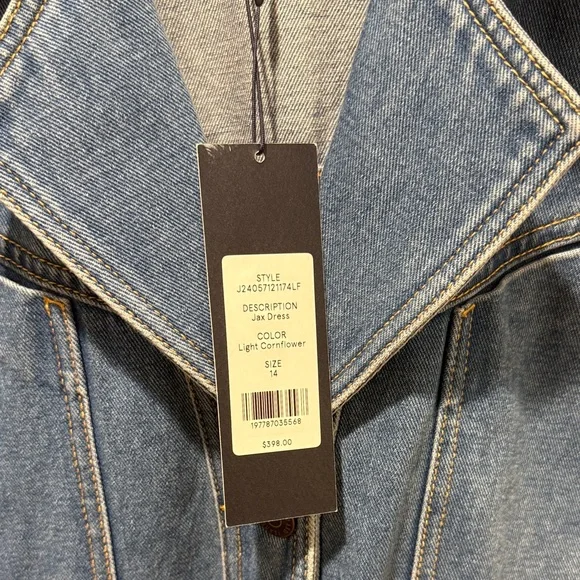 STYLE
J24057121174LF
DESCRIPTION
Jax Dress
COLOR
Light Cornflower
SIZE
14
197787035568
$398.00